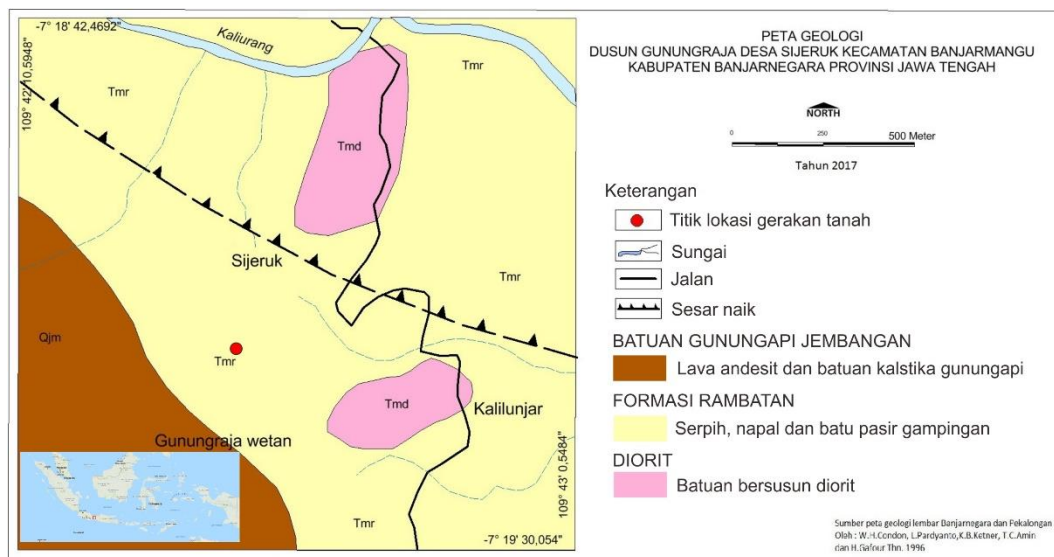 -7° 18' 42,4692"
109° 42' 10,5948"
Kaliurang
Tmr
Tmr
Tmd
Sijeruk
Tmr
Qjm
Tmr
Tmd
Kalilunjar
Gunungraja wetan
109° 43' 0,5484"
Tmr
-7° 19' 30,054"
PETA GEOLOGI
DUSUN GUNUNGRAJA DESA SIJERUK KECAMATAN BANJARMANGU
KABUPATEN BANJARNEGARA PROVINSI JAWA TENGAH
NORTH
0 250 500 Meter
Tahun 2017
Keterangan
Titik lokasi gerakan tanah
Sungai
Jalan
Sesar naik
BATUAN GUNUNGAPI JEMBANGAN
Lava andesit dan batuan kalstika gunungapi
FORMASI RAMBATAN
Serpih, napal dan batu pasir gampingan
DIORIT
Batuan bersusun diorit
Sumber peta geologi lembar Banjarnegara dan Pekalongan
Oleh : W.H.Condon, L.Pardyanto,K.B.Ketner, T.C.Amin
dan H.Gafour Thn. 1996